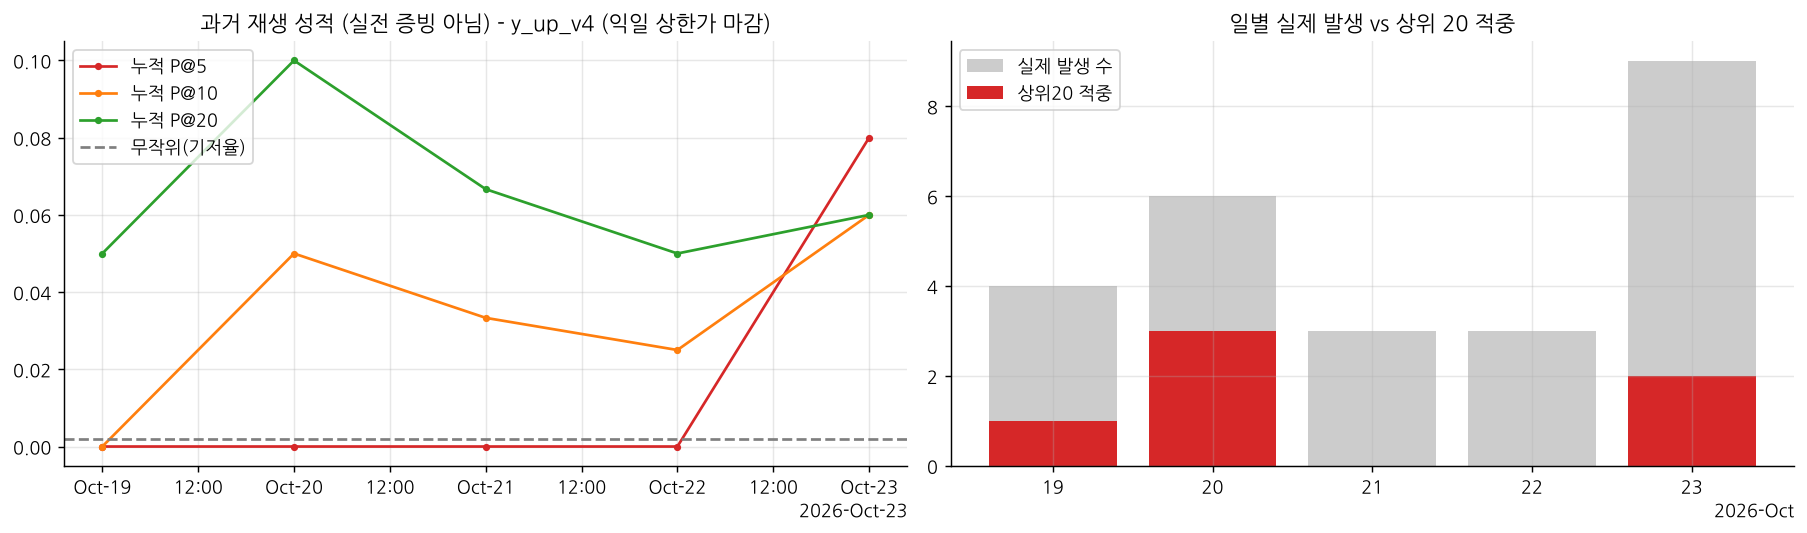 과거 재생 성적 (실전 증빙 아님) - y_up_v4 (익일 상한가 마감)
누적 P@5
누적 P@10
누적 P@20
무작위(기저율)
0.10
0.08
0.06
0.04
0.02
0.00
Oct-19 12:00 Oct-20 12:00 Oct-21 12:00 Oct-22 12:00 Oct-23
2026-Oct-23
일별 실제 발생 vs 상위 20 적중
실제 발생 수
상위20 적중
8
6
4
2
0
19 20 21 22 23
2026-Oct